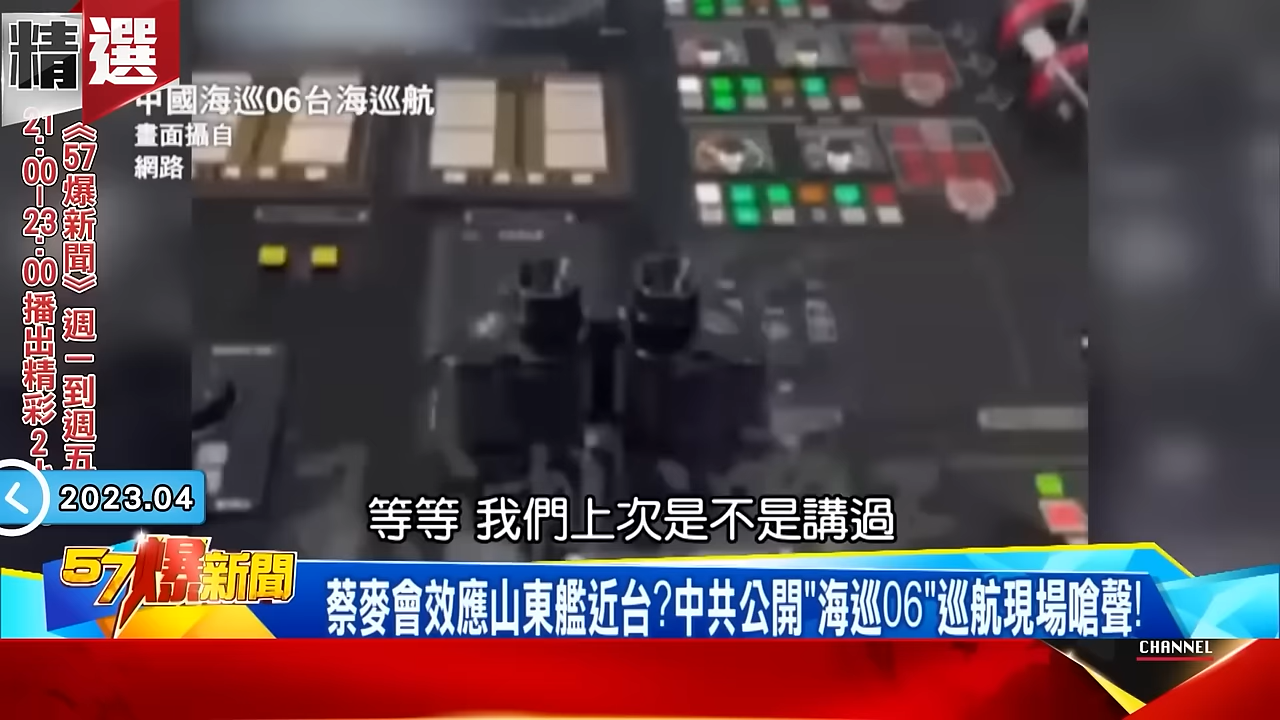 精選
中國海巡06台海巡航
畫面攝自
網路
《57爆新聞》週一到週五
21:00-23:00播出精彩2
2023.04
等等 我們上次是不是講過
57爆新聞
蔡麥會效應山東艦近台?中共公開"海巡06"巡航現場嗆聲!
CHANNEL